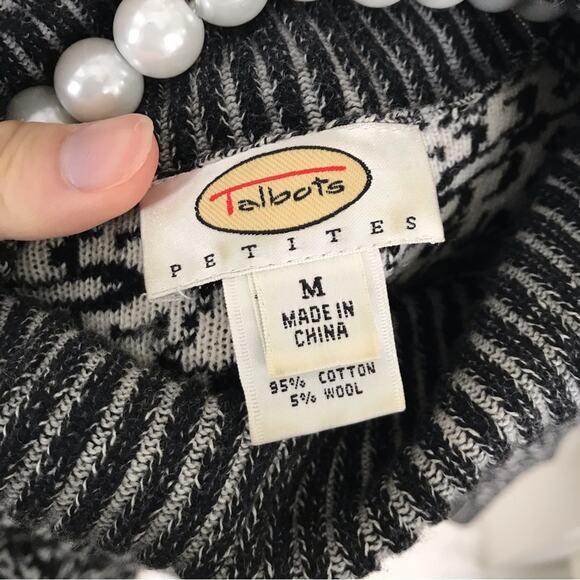 Talbots
PETITES
M
MADE IN
CHINA
95% COTTON
5% WOOL